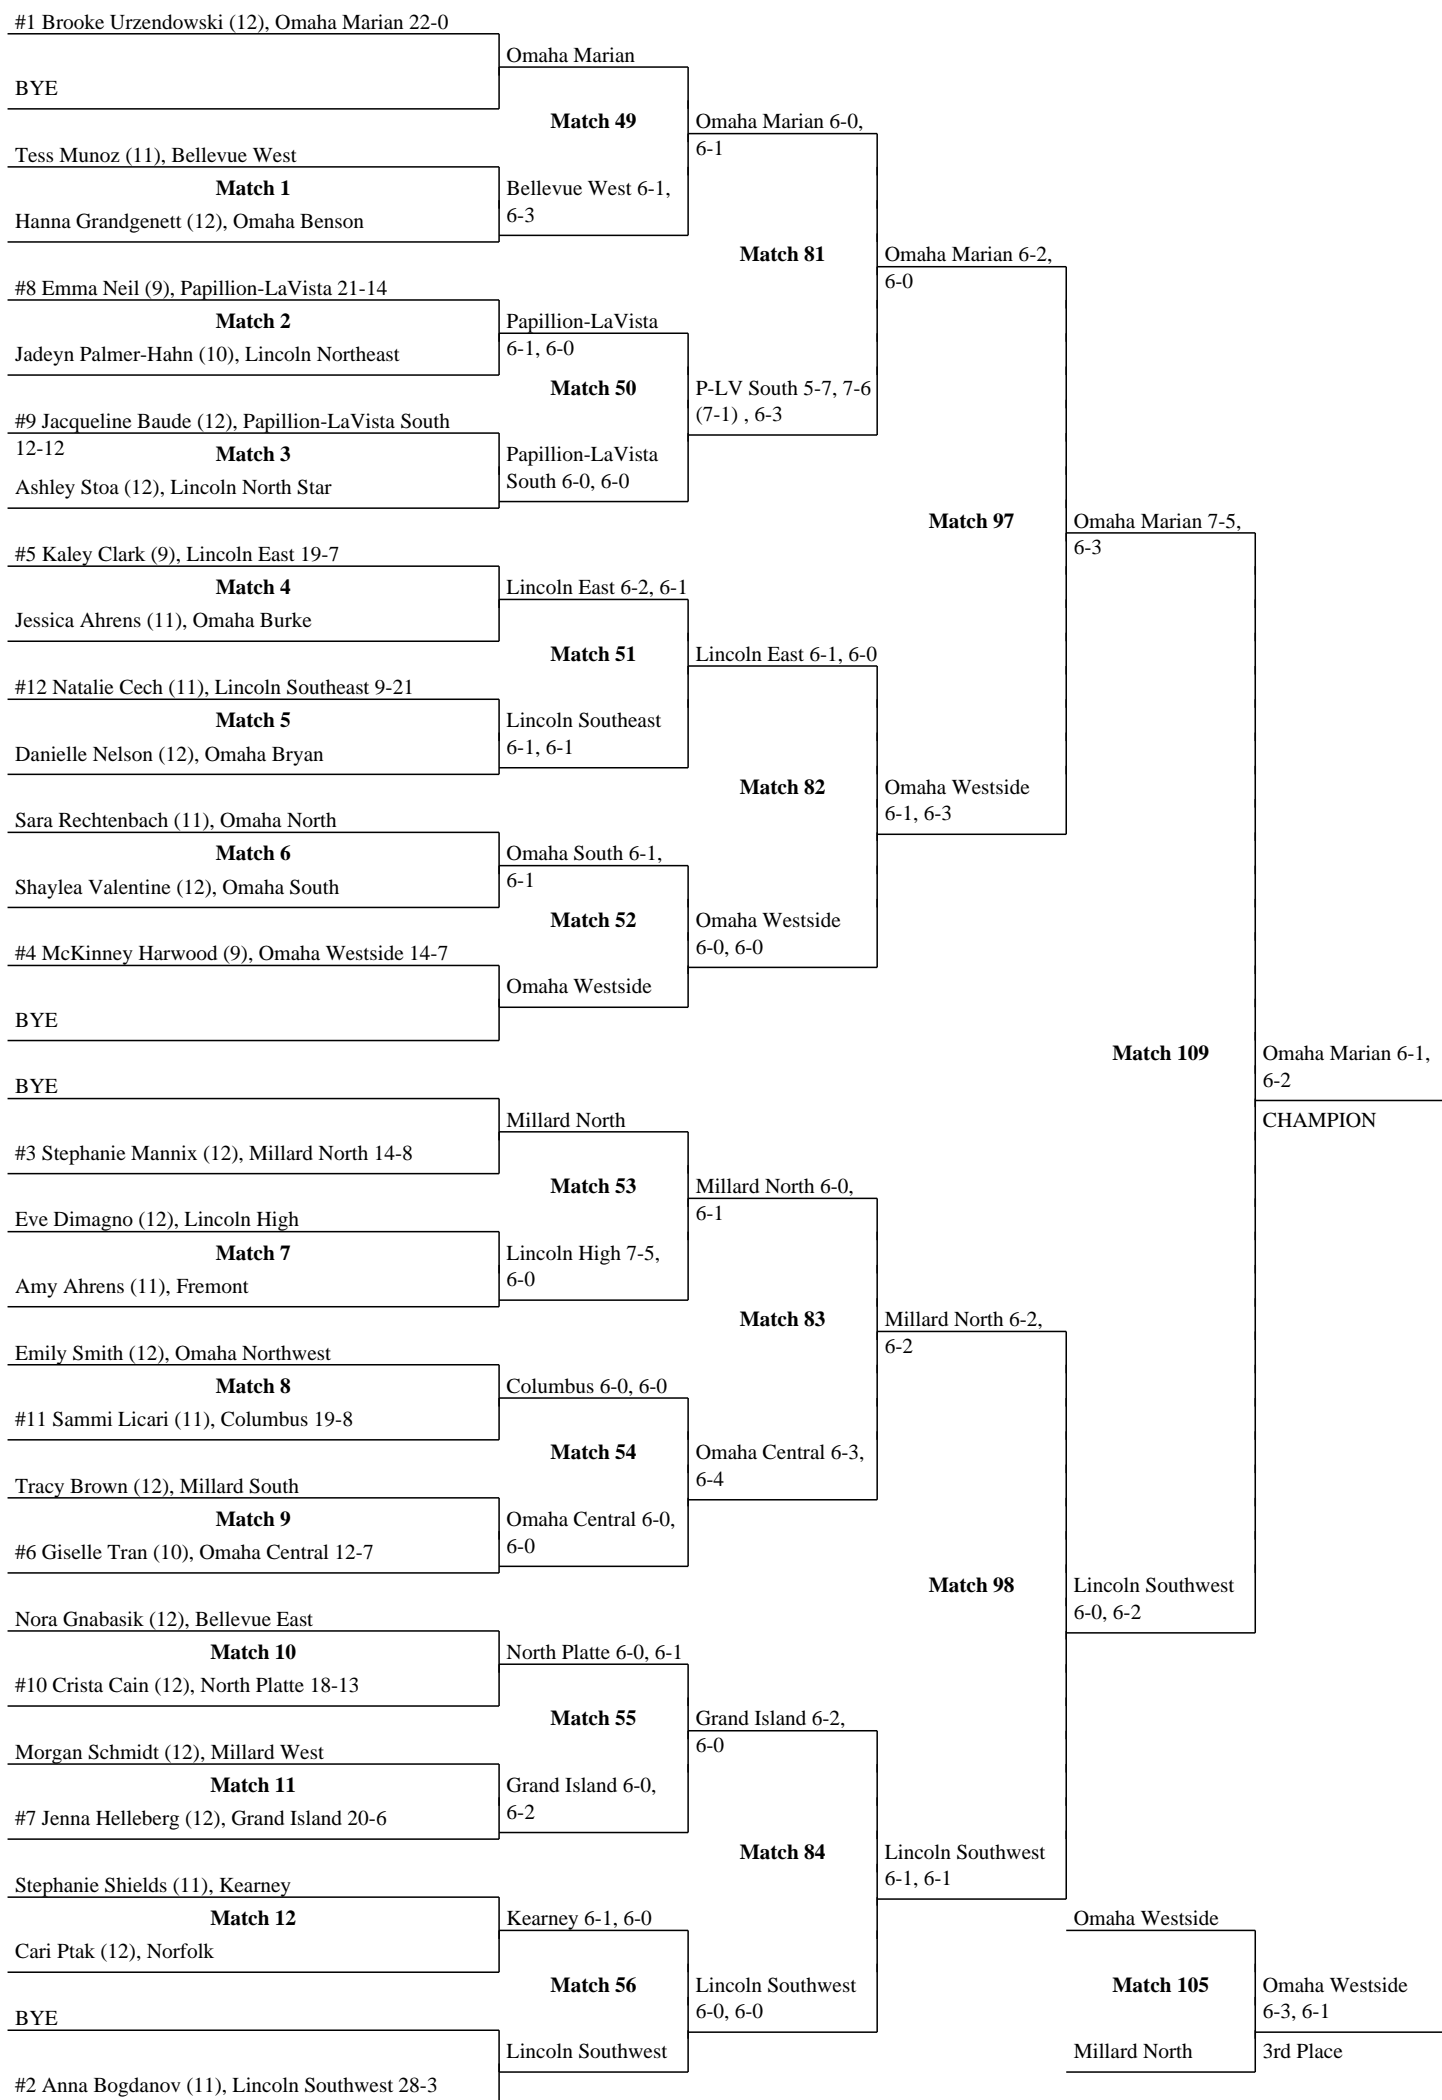 #1 Brooke Urzendowski (12), Omaha Marian 22-0
Omaha Marian
BYE
Match 49
Omaha Marian 6-0,
6-1
Tess Munoz (11), Bellevue West
Match 1
Bellevue West 6-1,
6-3
Hanna Grandgenett (12), Omaha Benson
Match 81
Omaha Marian 6-2,
6-0
#8 Emma Neil (9), Papillion-LaVista 21-14
Match 2
Papillion-LaVista
6-1, 6-0
Jadeyn Palmer-Hahn (10), Lincoln Northeast
Match 50
P-LV South 5-7, 7-6
(7-1) , 6-3
#9 Jacqueline Baude (12), Papillion-LaVista South
12-12
Match 3
Papillion-LaVista
South 6-0, 6-0
Ashley Stoa (12), Lincoln North Star
Match 97
Omaha Marian 7-5,
6-3
#5 Kaley Clark (9), Lincoln East 19-7
Match 4
Lincoln East 6-2, 6-1
Jessica Ahrens (11), Omaha Burke
Match 51
Lincoln East 6-1, 6-0
#12 Natalie Cech (11), Lincoln Southeast 9-21
Match 5
Lincoln Southeast
6-1, 6-1
Danielle Nelson (12), Omaha Bryan
Match 82
Omaha Westside
6-1, 6-3
Sara Rechtenbach (11), Omaha North
Match 6
Omaha South 6-1,
6-1
Shaylea Valentine (12), Omaha South
Match 52
Omaha Westside
6-0, 6-0
#4 McKinney Harwood (9), Omaha Westside 14-7
Omaha Westside
BYE
Match 109
Omaha Marian 6-1,
6-2
CHAMPION
BYE
Millard North
#3 Stephanie Mannix (12), Millard North 14-8
Match 53
Millard North 6-0,
6-1
Eve Dimagno (12), Lincoln High
Match 7
Lincoln High 7-5,
6-0
Amy Ahrens (11), Fremont
Match 83
Millard North 6-2,
6-2
Emily Smith (12), Omaha Northwest
Match 8
Columbus 6-0, 6-0
#11 Sammi Licari (11), Columbus 19-8
Match 54
Omaha Central 6-3,
6-4
Tracy Brown (12), Millard South
Match 9
Omaha Central 6-0,
6-0
#6 Giselle Tran (10), Omaha Central 12-7
Match 98
Lincoln Southwest
6-0, 6-2
Nora Gnabasik (12), Bellevue East
Match 10
North Platte 6-0, 6-1
#10 Crista Cain (12), North Platte 18-13
Match 55
Grand Island 6-2,
6-0
Morgan Schmidt (12), Millard West
Match 11
Grand Island 6-0,
6-2
#7 Jenna Helleberg (12), Grand Island 20-6
Match 84
Lincoln Southwest
6-1, 6-1
Stephanie Shields (11), Kearney
Match 12
Kearney 6-1, 6-0
Cari Ptak (12), Norfolk
Match 56
Lincoln Southwest
6-0, 6-0
BYE
Lincoln Southwest
#2 Anna Bogdanov (11), Lincoln Southwest 28-3
Omaha Westside
Match 105
Omaha Westside
6-3, 6-1
Millard North
3rd Place